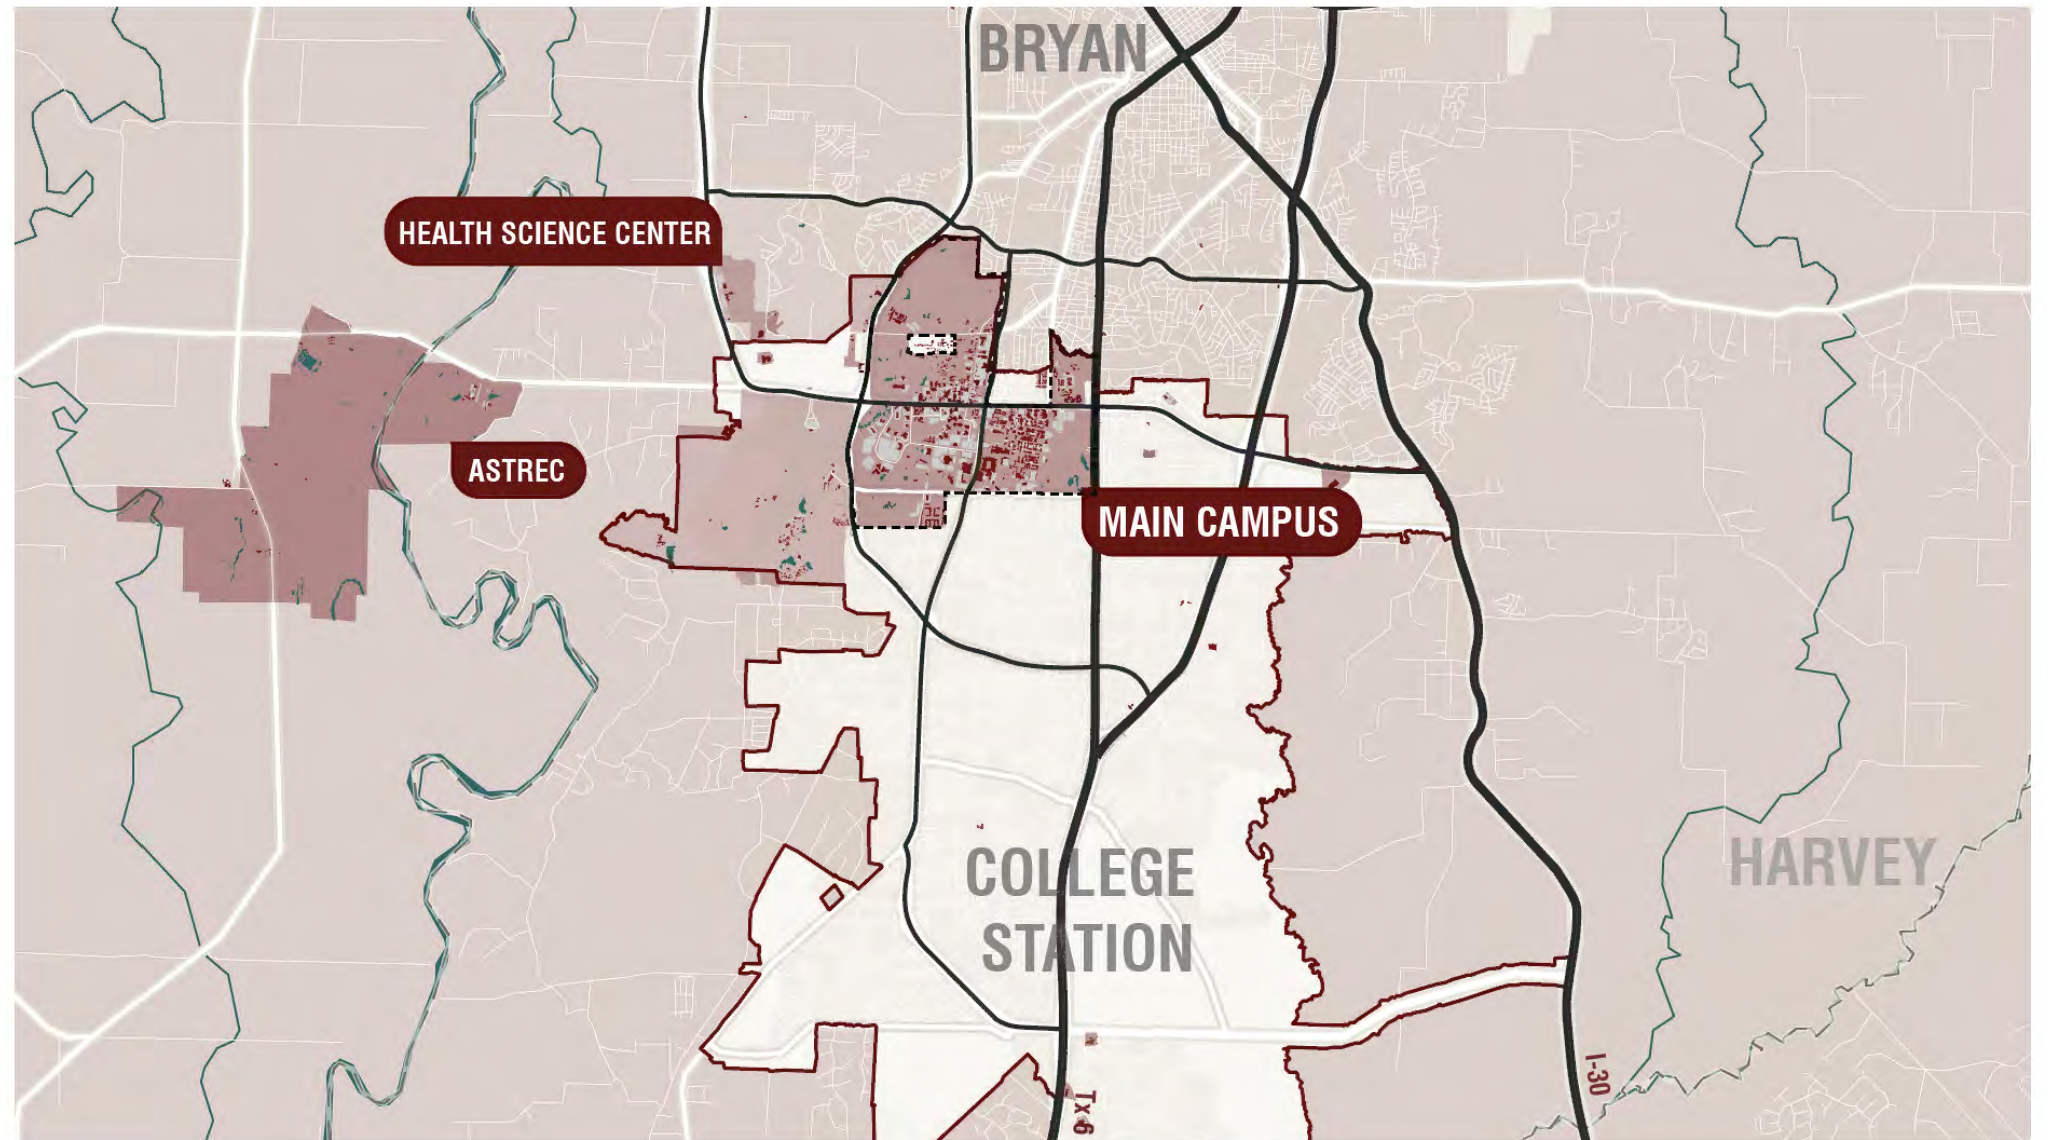 BRYAN
HEALTH SCIENCE CENTER
ASTREC
MAIN CAMPUS
COLLEGE
STATION
HARVEY
I-30
Tx 6